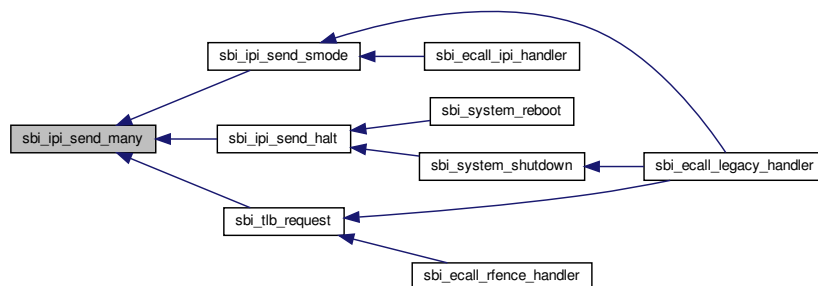 sbi_ipi_send_smode
sbi_ecall_ipi_handler
sbi_system_reboot
sbi_ipi_send_many
sbi_ipi_send_halt
sbi_system_shutdown
sbi_ecall_legacy_handler
sbi_tlb_request
sbi_ecall_rfence_handler